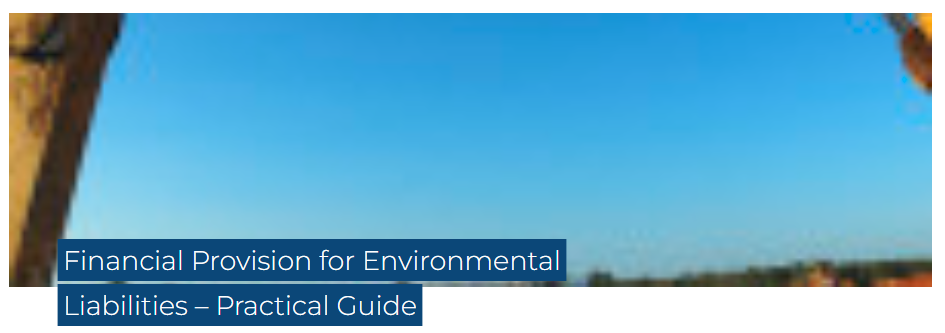 Financial Provision for Environmental
Liabilities – Practical Guide